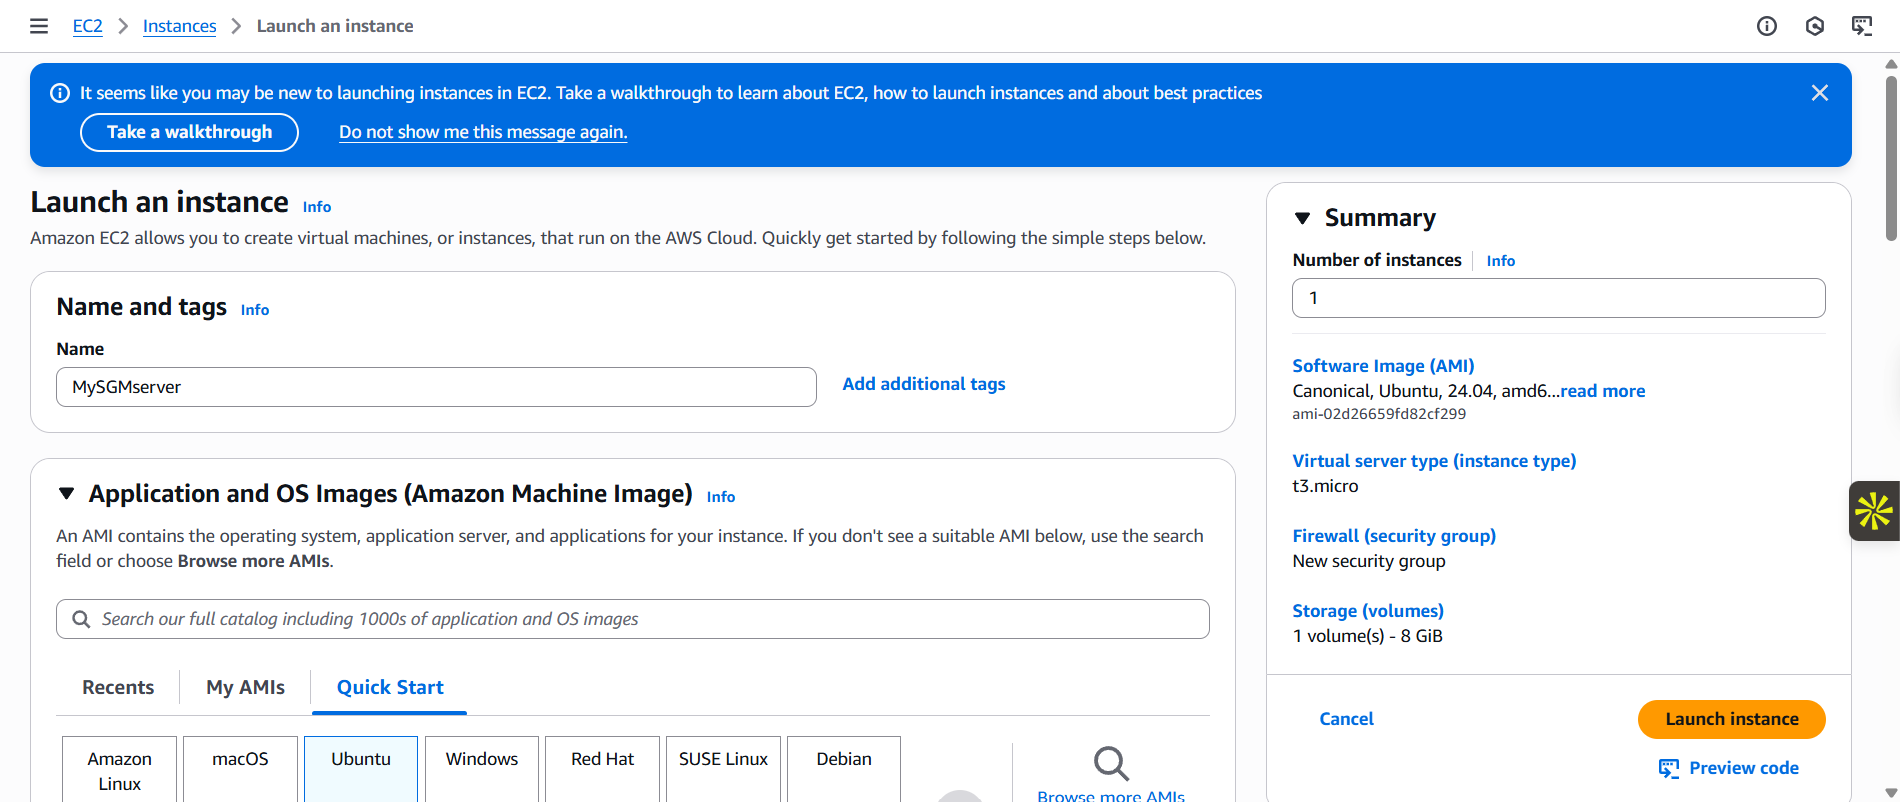 EC2 > Instances > Launch an instance
It seems like you may be new to launching instances in EC2. Take a walkthrough to learn about EC2, how to launch instances and about best practices
Take a walkthrough
Do not show me this message again.
Launch an instance Info
Amazon EC2 allows you to create virtual machines, or instances, that run on the AWS Cloud. Quickly get started by following the simple steps below.
Name and tags Info
Name
MySGMserver
Add additional tags
Application and OS Images (Amazon Machine Image) Info
An AMI contains the operating system, application server, and applications for your instance. If you don't see a suitable AMI below, use the search
field or choose Browse more AMIs.
Search our full catalog including 1000s of application and OS images
Recents
My AMIs
Quick Start
Amazon
Linux
macOS
Ubuntu
Windows
Red Hat
SUSE Linux
Debian
Browse more AMIs
Summary
Number of instances Info
1
Software Image (AMI)
Canonical, Ubuntu, 24.04, amd6...read more
ami-02d26659fd82cf299
Virtual server type (instance type)
t3.micro
Firewall (security group)
New security group
Storage (volumes)
1 volume(s) - 8 GiB
Cancel
Launch instance
Preview code